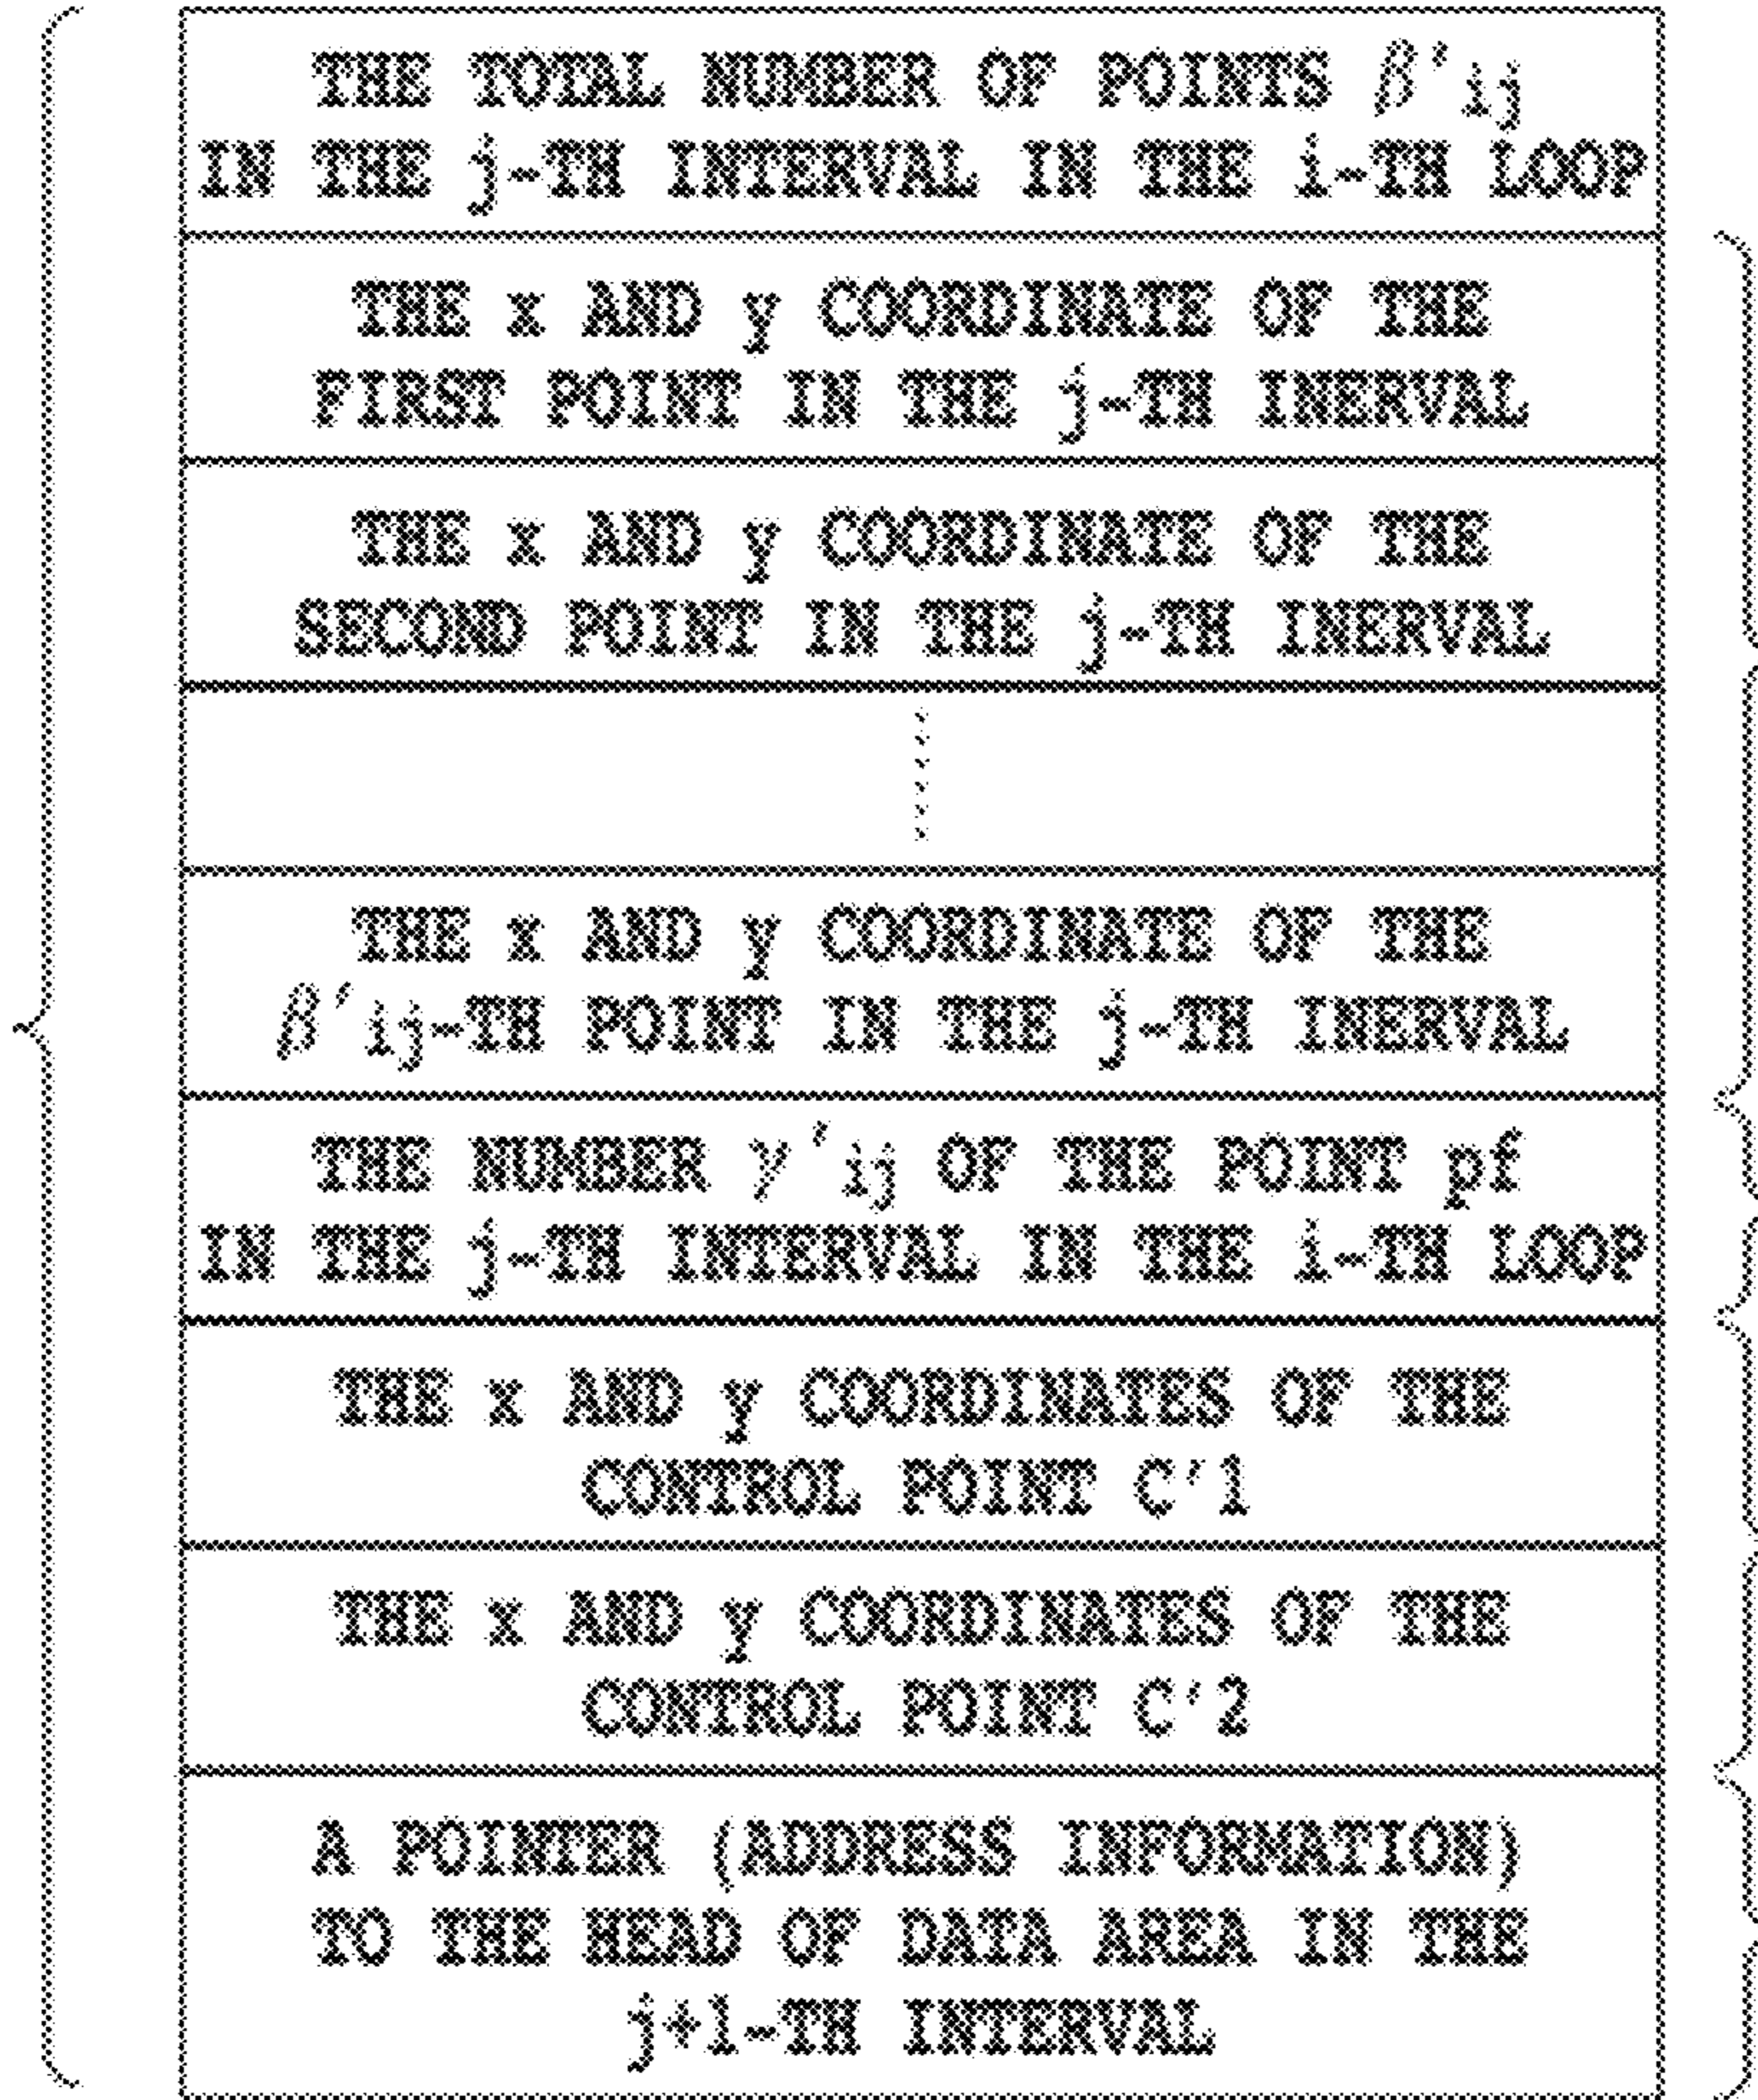 THE TOTAL NUMBER OF POINTS β'ij
IN THE j-TH INTERVAL IN THE i-TH LOOP
THE x AND y COORDINATE OF THE
FIRST POINT IN THE j-TH INERVAL
THE x AND y COORDINATE OF THE
SECOND POINT IN THE j-TH INERVAL
THE x AND y COORDINATE OF THE
β'ij-TH POINT IN THE j-TH INERVAL
THE NUMBER γ'ij OF THE POINT pf
IN THE j-TH INTERVAL IN THE i-TH LOOP
THE x AND y COORDINATES OF THE
CONTROL POINT C'1
THE x AND y COORDINATES OF THE
CONTROL POINT C'2
A POINTER (ADDRESS INFORMATION)
TO THE HEAD OF DATA AREA IN THE
j+1-TH INTERVAL